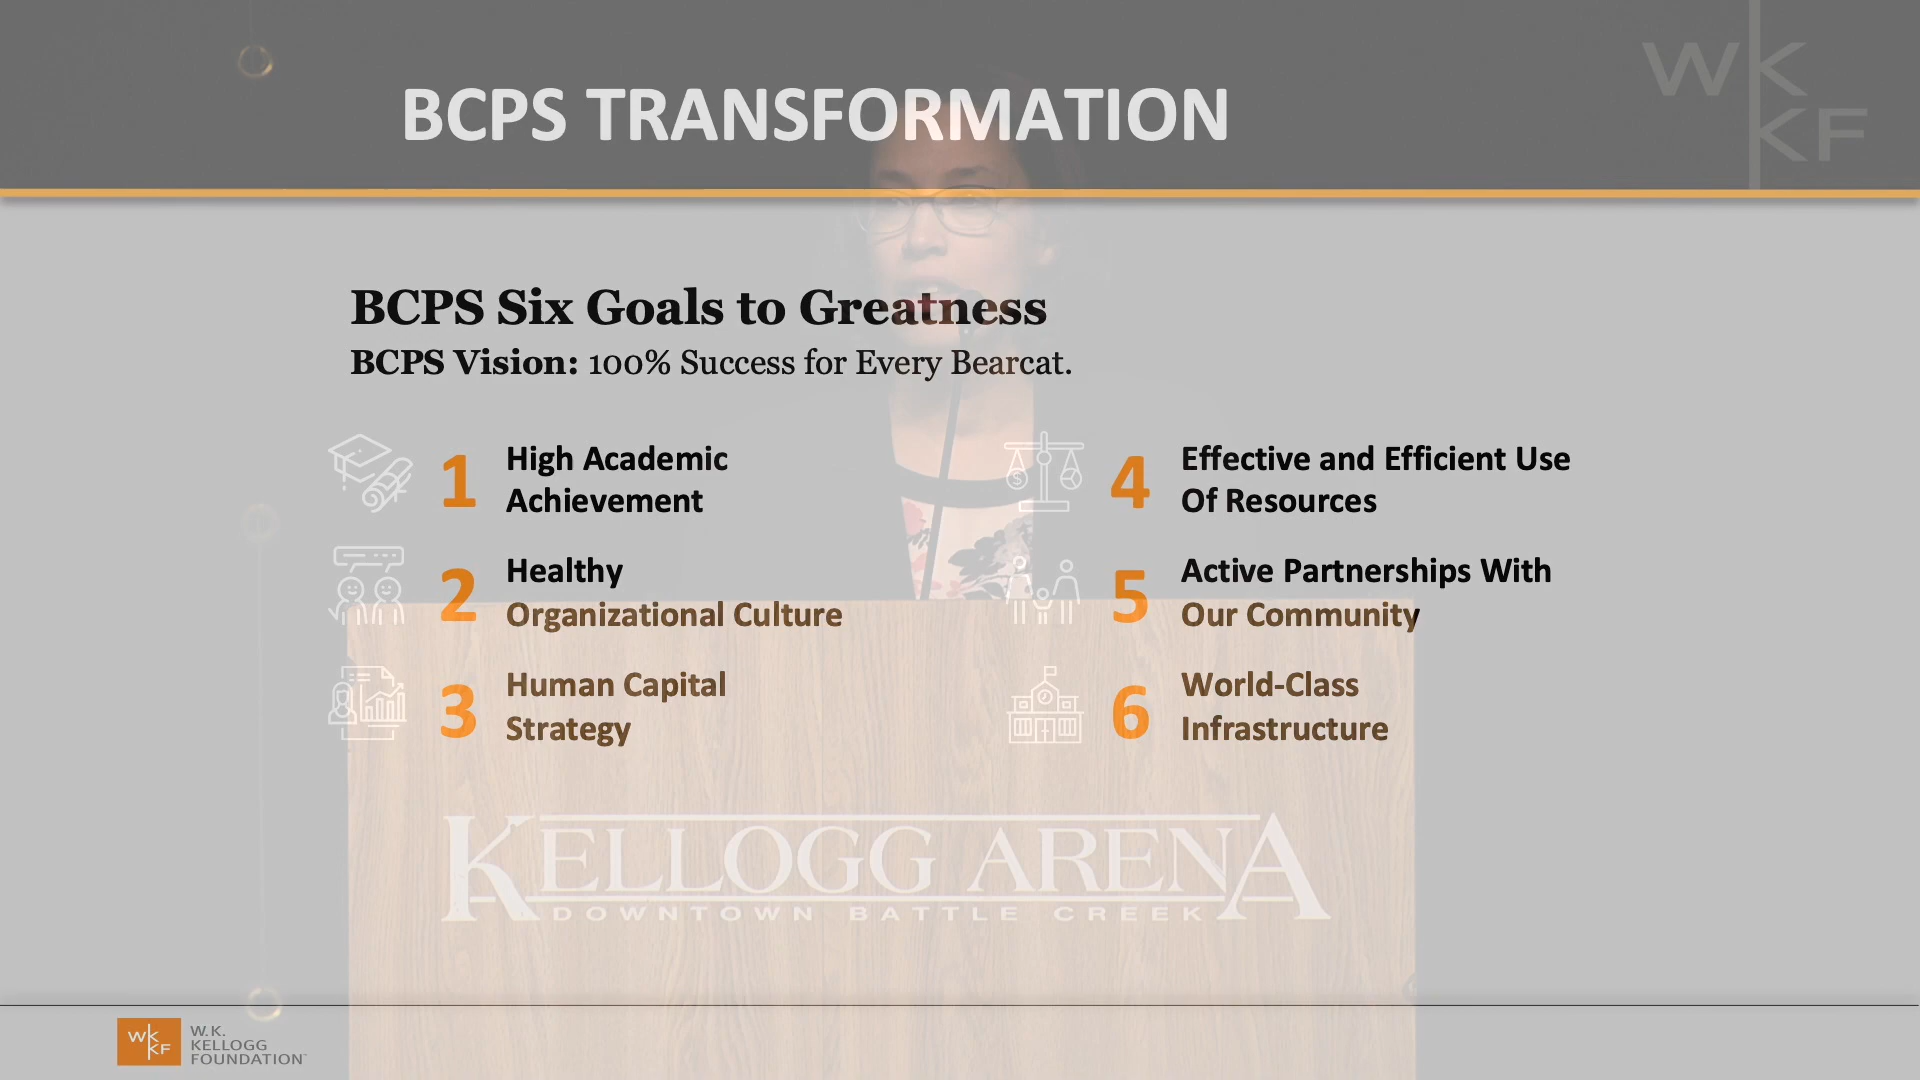 BCPS TRANSFORMATION
W K
K F
BCPS Six Goals to Greatness
BCPS Vision: 100% Success for Every Bearcat.
1 High Academic
Achievement
2 Healthy
Organizational Culture
3 Human Capital
Strategy
4 Effective and Efficient Use
Of Resources
5 Active Partnerships With
Our Community
6 World-Class
Infrastructure
KELLOGG ARENA
DOWNTOWN BATTLE CREEK
WK
KF
W.K.
KELLOGG
FOUNDATION